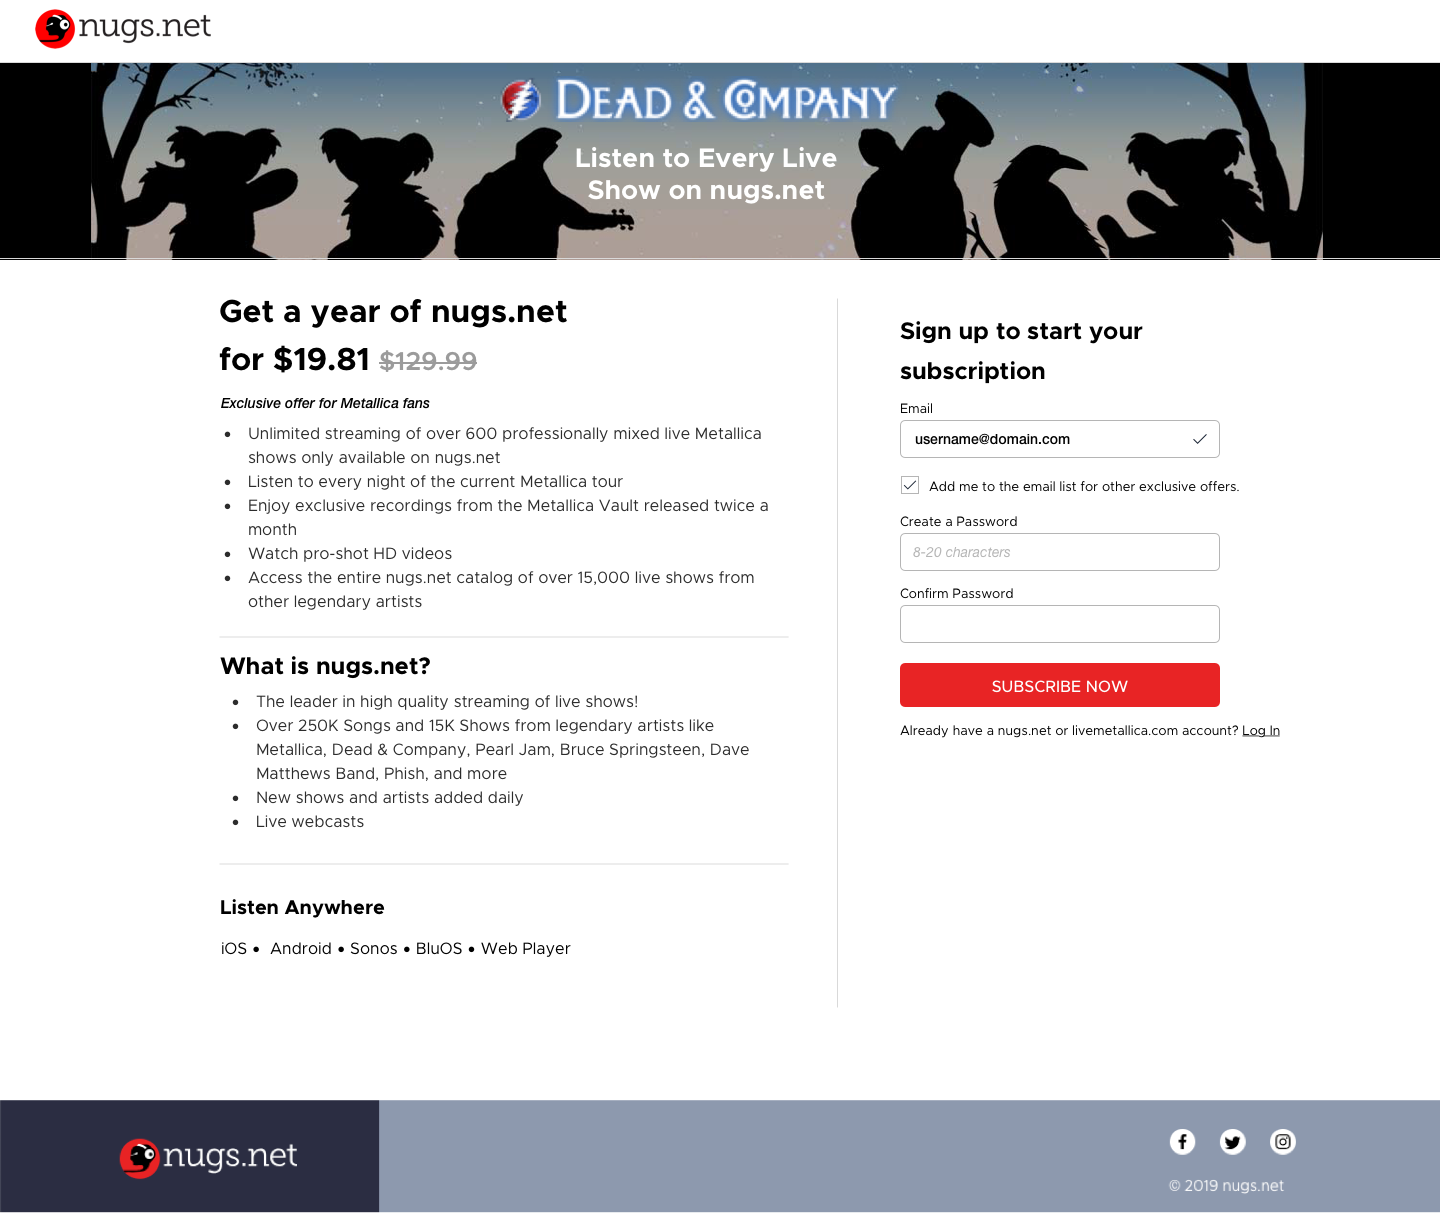 nugs.net
DEAD & COMPANY
Listen to Every Live
Show on nugs.net
Get a year of nugs.net
for $19.81 $129.99
Exclusive offer for Metallica fans
• Unlimited streaming of over 600 professionally mixed live Metallica
shows only available on nugs.net
• Listen to every night of the current Metallica tour
• Enjoy exclusive recordings from the Metallica Vault released twice a
month
• Watch pro-shot HD videos
• Access the entire nugs.net catalog of over 15,000 live shows from
other legendary artists
What is nugs.net?
• The leader in high quality streaming of live shows!
• Over 250K Songs and 15K Shows from legendary artists like
Metallica, Dead & Company, Pearl Jam, Bruce Springsteen, Dave
Matthews Band, Phish, and more
• New shows and artists added daily
• Live webcasts
Listen Anywhere
iOS • Android • Sonos • BluOS • Web Player
Sign up to start your
subscription
Email
username@domain.com
Add me to the email list for other exclusive offers.
Create a Password
8-20 characters
Confirm Password
SUBSCRIBE NOW
Already have a nugs.net or livemetallica.com account? Log In
nugs.net
© 2019 nugs.net